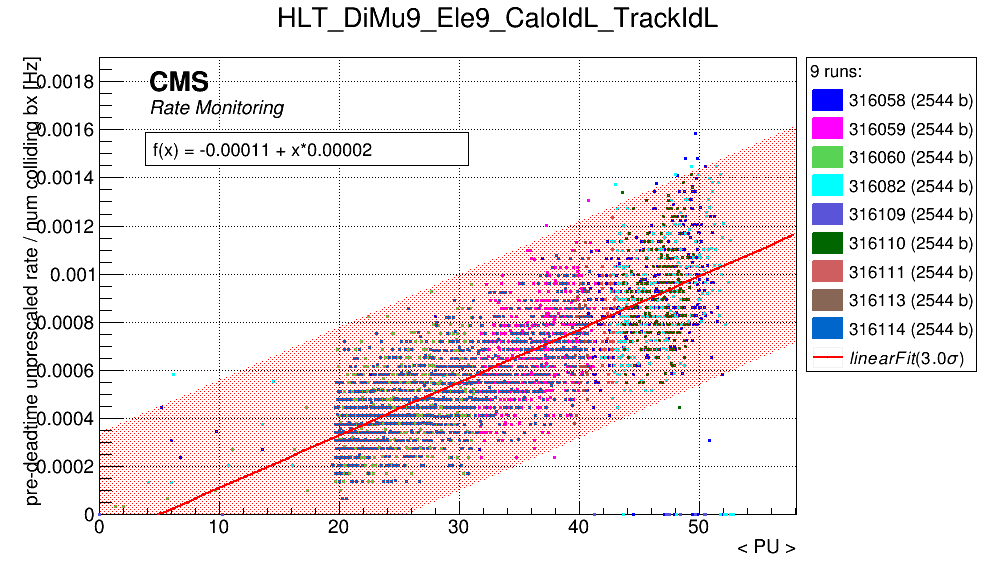 HLT_DiMu9_Ele9_CaloIdL_TrackIdL
pre-deadtime unprescaled rate / num colliding bx [Hz]
0.0018
0.0016
0.0014
0.0012
0.001
0.0008
0.0006
0.0004
0.0002
0
CMS
Rate Monitoring
f(x) = -0.00011 + x*0.00002
0 10 20 30 40 50
< PU >
9 runs:
316058 (2544 b)
316059 (2544 b)
316060 (2544 b)
316082 (2544 b)
316109 (2544 b)
316110 (2544 b)
316111 (2544 b)
316113 (2544 b)
316114 (2544 b)
linearFit(3.0σ)